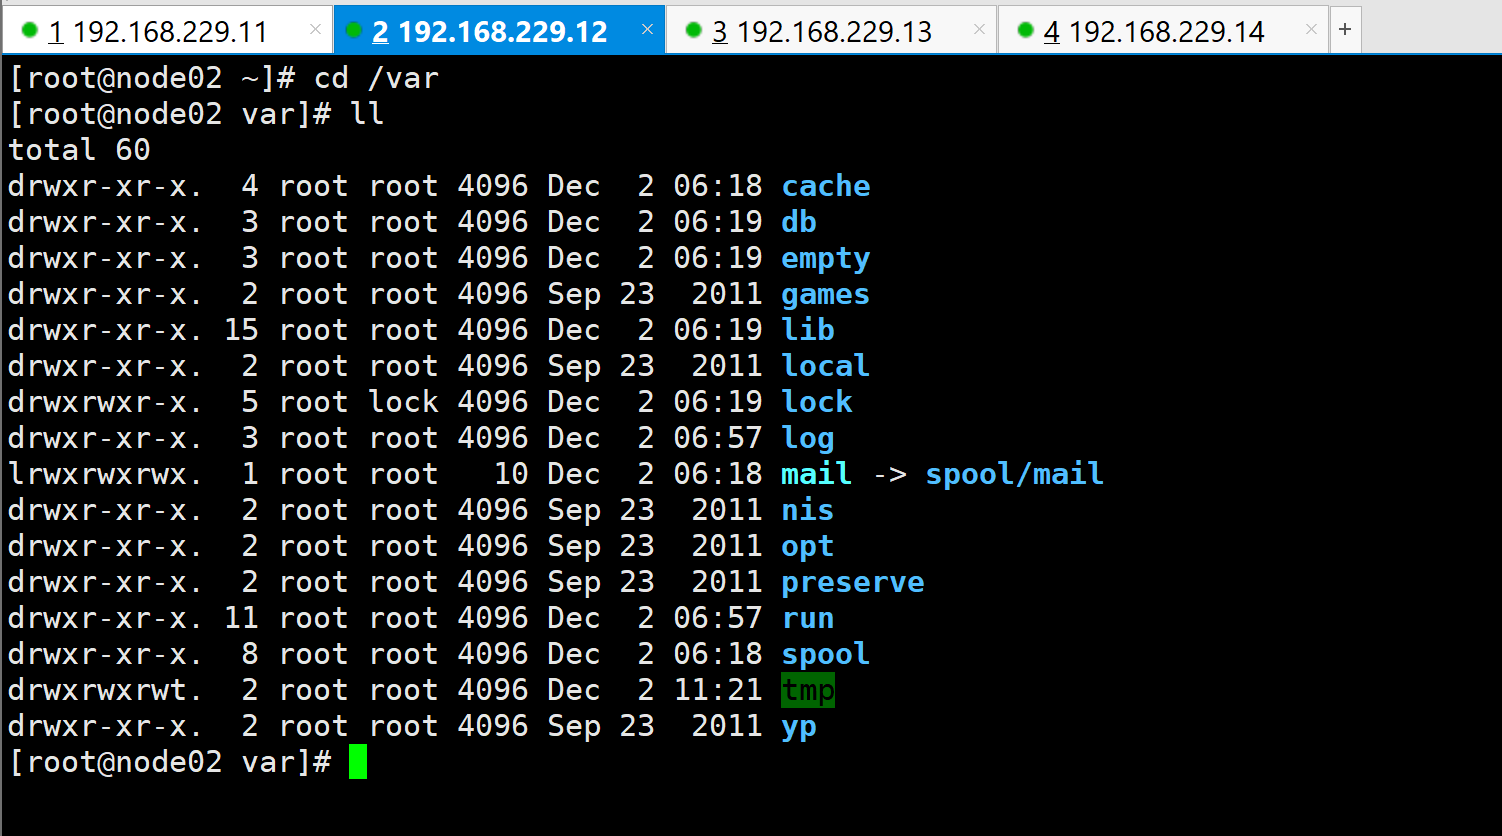 1 192.168.229.11 × 2 192.168.229.12 × 3 192.168.229.13 × 4 192.168.229.14 × +
[root@node02 ~]# cd /var
[root@node02 var]# ll
total 60
drwxr-xr-x.  4 root root 4096 Dec  2 06:18 cache
drwxr-xr-x.  3 root root 4096 Dec  2 06:19 db
drwxr-xr-x.  3 root root 4096 Dec  2 06:19 empty
drwxr-xr-x.  2 root root 4096 Sep 23  2011 games
drwxr-xr-x. 15 root root 4096 Dec  2 06:19 lib
drwxr-xr-x.  2 root root 4096 Sep 23  2011 local
drwxrwxr-x.  5 root lock 4096 Dec  2 06:19 lock
drwxr-xr-x.  3 root root 4096 Dec  2 06:57 log
lrwxrwxrwx.  1 root root   10 Dec  2 06:18 mail -> spool/mail
drwxr-xr-x.  2 root root 4096 Sep 23  2011 nis
drwxr-xr-x.  2 root root 4096 Sep 23  2011 opt
drwxr-xr-x.  2 root root 4096 Sep 23  2011 preserve
drwxr-xr-x. 11 root root 4096 Dec  2 06:57 run
drwxr-xr-x.  8 root root 4096 Dec  2 06:18 spool
drwxrwxrwt.  2 root root 4096 Dec  2 11:21 tmp
drwxr-xr-x.  2 root root 4096 Sep 23  2011 yp
[root@node02 var]#